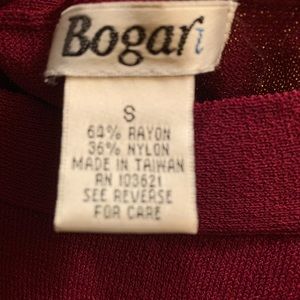 Bogari
S
64% RAYON
36% NYLON
MADE IN TAIWAN
RN 103621
SEE REVERSE
FOR CARE